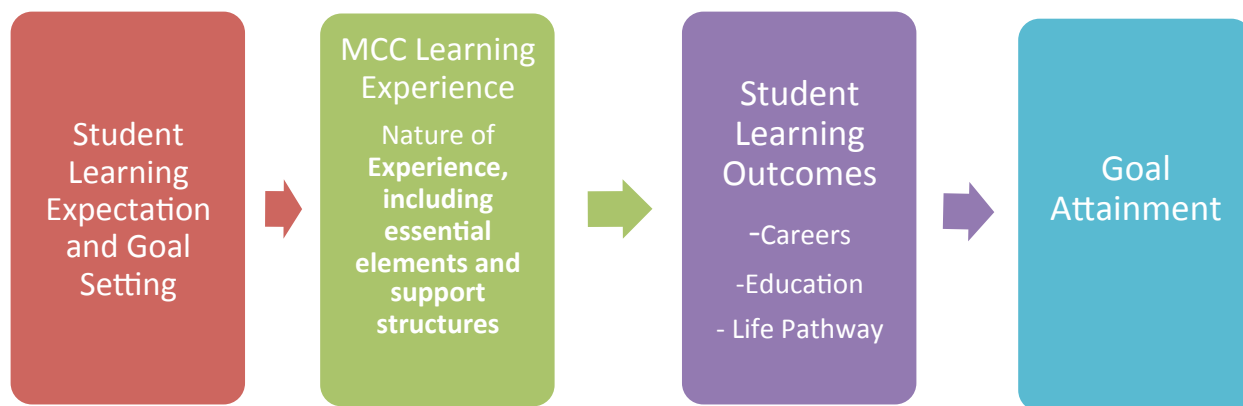 Student
Learning
Expectation
and Goal
Setting
MCC Learning
Experience
Nature of
Experience,
including
essential
elements and
support
structures
Student
Learning
Outcomes
-Careers
-Education
- Life Pathway
Goal
Attainment